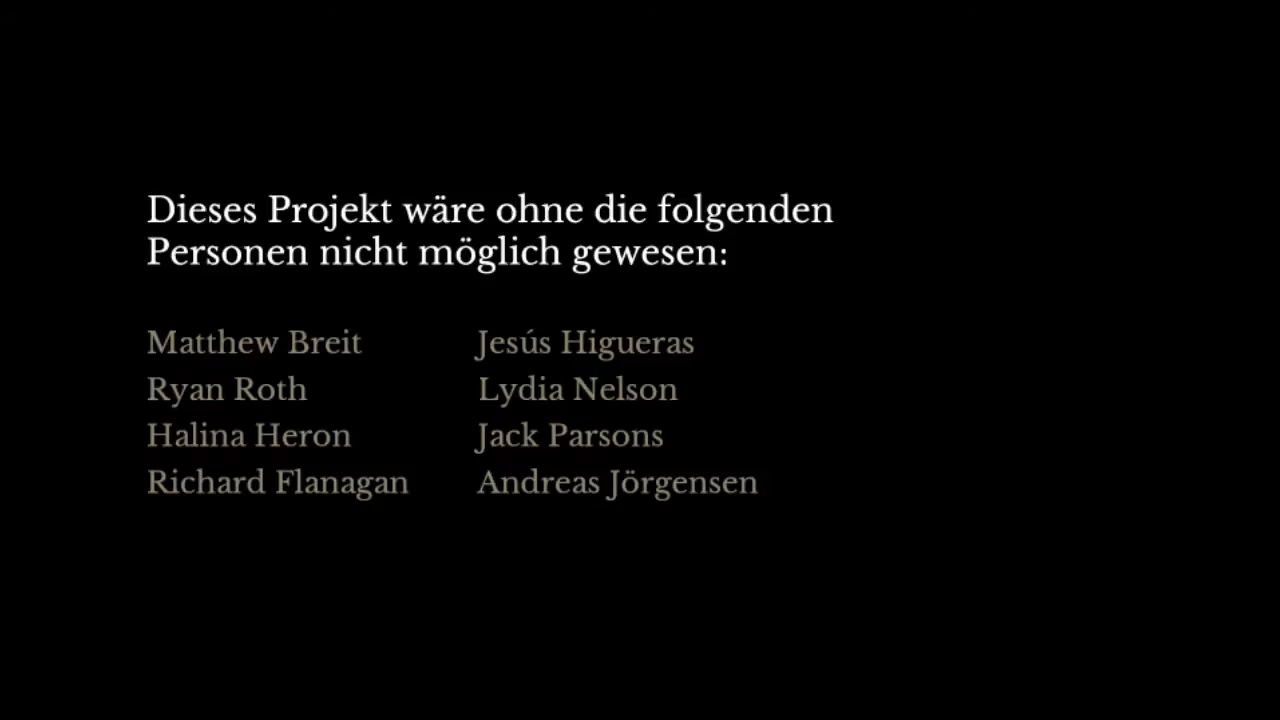 Dieses Projekt wäre ohne die folgenden
Personen nicht möglich gewesen:
Matthew Breit
Ryan Roth
Halina Heron
Richard Flanagan
Jesús Higueras
Lydia Nelson
Jack Parsons
Andreas Jörgensen